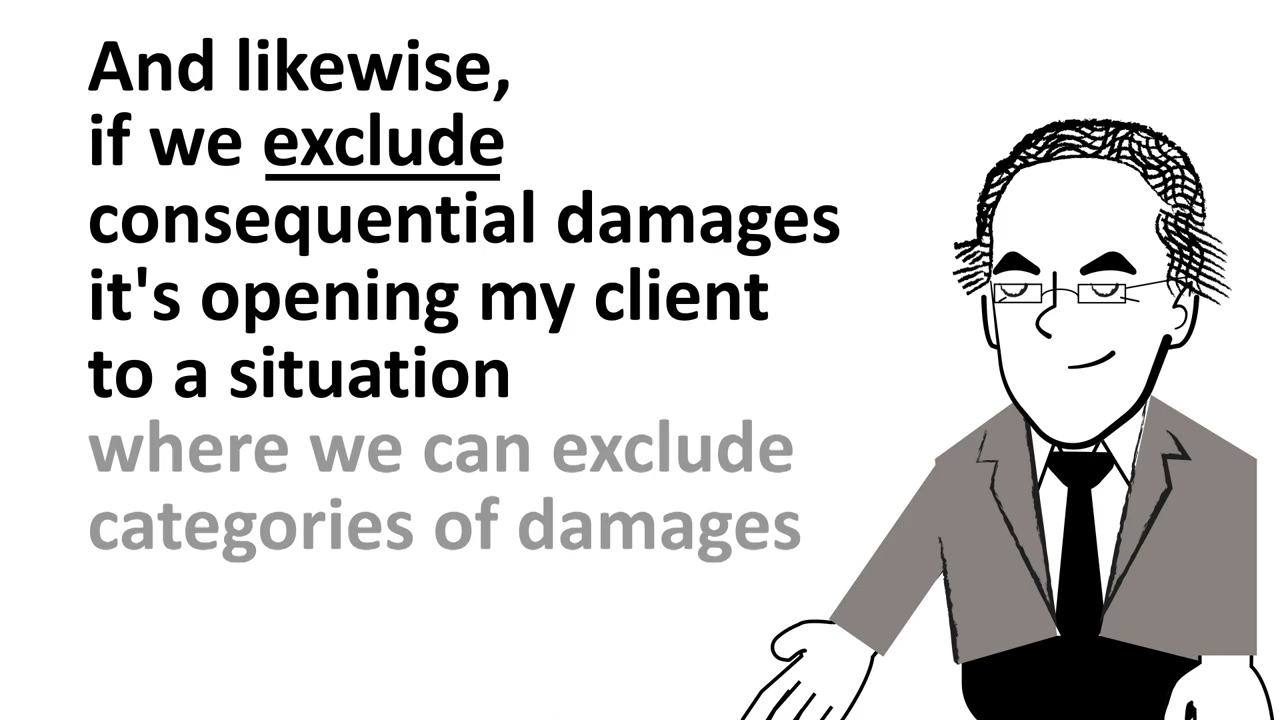 And likewise,
if we exclude
consequential damages
it's opening my client
to a situation
where we can exclude
categories of damages